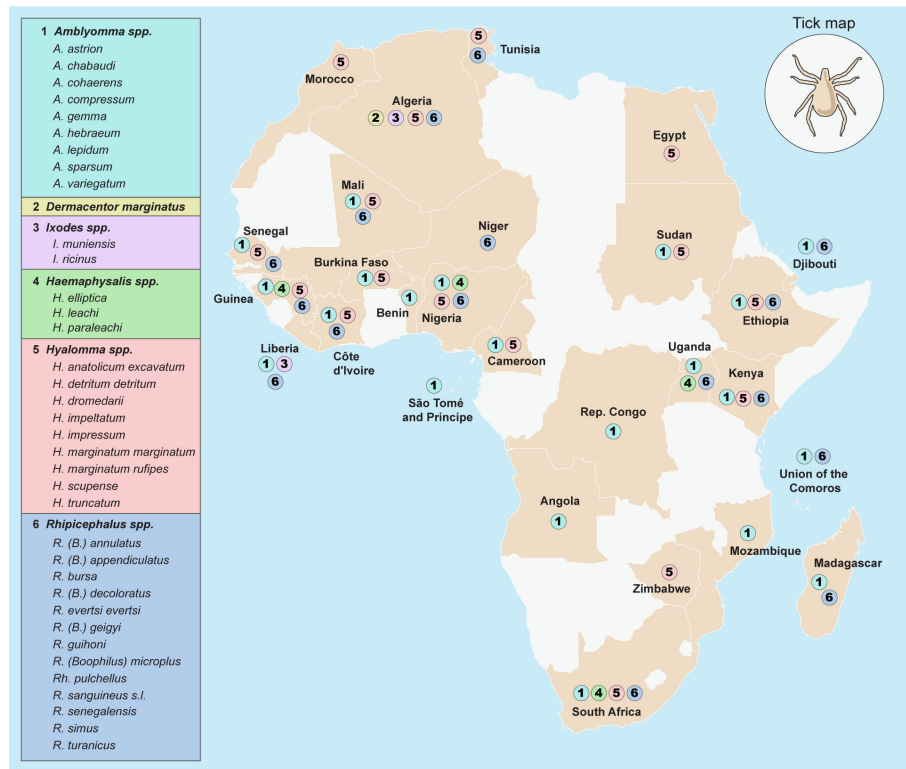 1 Amblyomma spp.
A. astrion
A. chabaudi
A. cohaerens
A. compressum
A. gemma
A. hebraeum
A. lepidum
A. sparsum
A. variegatum
2 Dermacentor marginatus
3 Ixodes spp.
I. muniensis
I. ricinus
4 Haemaphysalis spp.
H. elliptica
H. leachi
H. paraleachi
5 Hyalomma spp.
H. anatolicum excavatum
H. detritum detritum
H. dromedarii
H. impeltatum
H. impressum
H. marginatum marginatum
H. marginatum rufipes
H. scupense
H. truncatum
6 Rhipicephalus spp.
R. (B.) annulatus
R. (B.) appendiculatus
R. bursa
R. (B.) decoloratus
R. evertsi evertsi
R. (B.) geigyi
R. guihoni
R. (Boophilus) microplus
Rh. pulchellus
R. sanguineus s.l.
R. senegalensis
R. simus
R. turanicus
Tick map
5
6
Tunisia
5
Morocco
Algeria
2 3 5 6
Egypt
5
Mali
1 5
6
Niger
6
Senegal
1
5
6
Sudan
1 5
1 6
Djibouti
Burkina Faso
1 5
Guinea
1 4 5
6
1
Benin
1 4
5 6
Nigeria
1 5 6
Ethiopia
1 5
6
Côte
d'Ivoire
Liberia
1 3
6
1 5
Cameroon
Uganda
1
4 6
Kenya
1 5 6
1
São Tomé
and Principe
Rep. Congo
1
1 6
Union of the
Comoros
Angola
1
1
Mozambique
Madagascar
1
6
5
Zimbabwe
1 4 5 6
South Africa